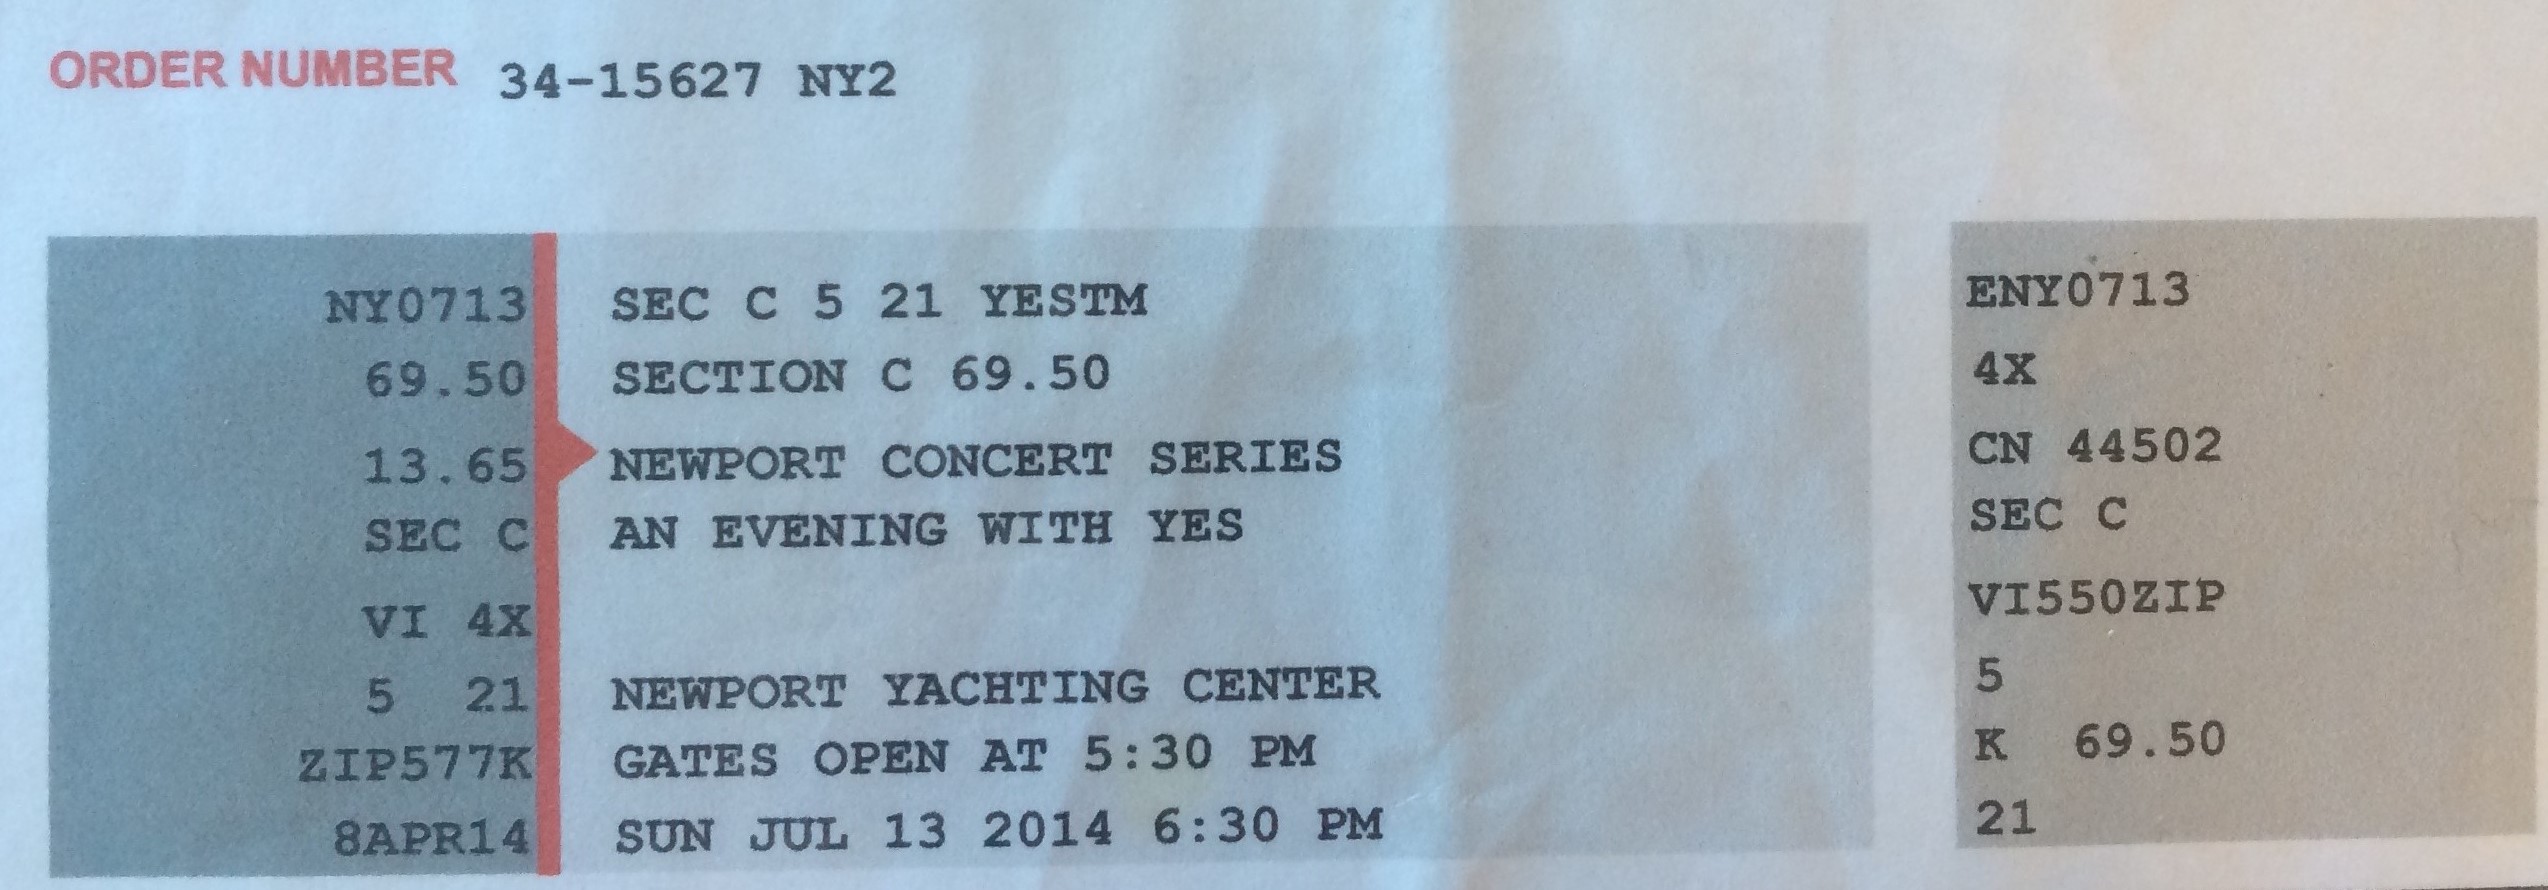 ORDER NUMBER 34-15627 NY2
NY0713 SEC C 5 21 YESTM ENY0713
69.50 SECTION C 69.50 4X
13.65 NEWPORT CONCERT SERIES CN 44502
SEC C AN EVENING WITH YES SEC C
VI 4X VI550ZIP
5 21 NEWPORT YACHTING CENTER 5
ZIP577K GATES OPEN AT 5:30 PM K 69.50
8APR14 SUN JUL 13 2014 6:30 PM 21